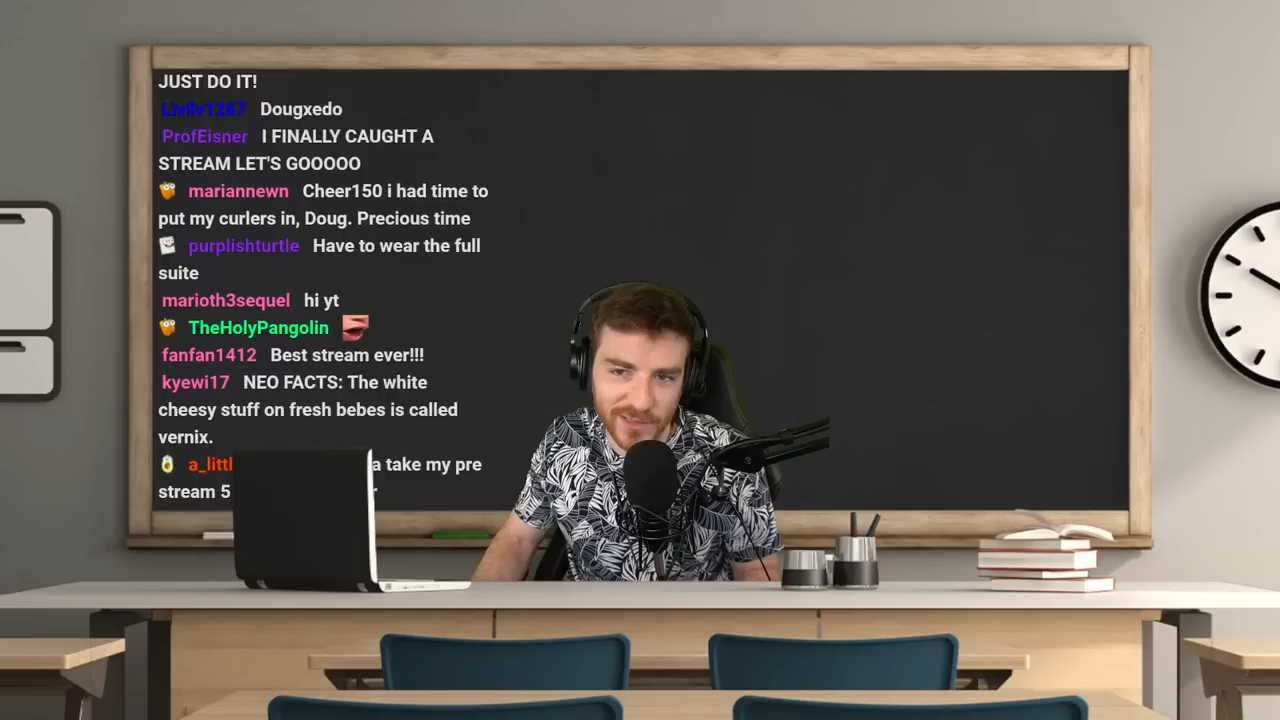 JUST DO IT!
Livliv1267 Dougxedo
ProfEisner I FINALLY CAUGHT A
STREAM LET'S GOOOOO
mariannewn Cheer150 i had time to
put my curlers in, Doug. Precious time
purplishturtle Have to wear the full
suite
marioth3sequel hi yt
TheHolyPangolin
fanfan1412 Best stream ever!!!
kyewi17 NEO FACTS: The white
cheesy stuff on fresh bebes is called
vernix.
a take my pre
stream 5